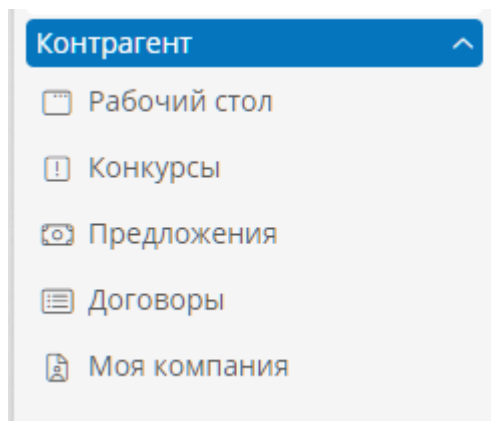 Контрагент
Рабочий стол
Конкурсы
Предложения
Договоры
Моя компания